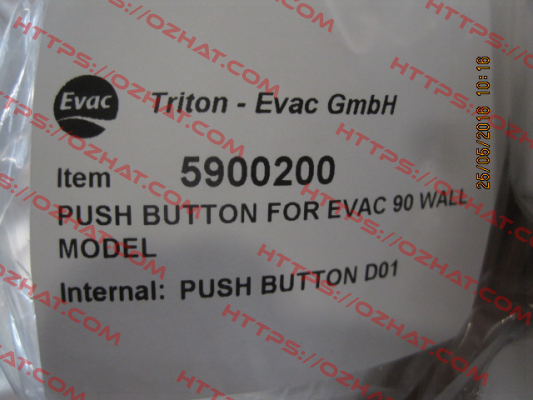 Evac
Triton - Evac GmbH
Item 5900200
PUSH BUTTON FOR EVAC 90 WALL
MODEL
Internal: PUSH BUTTON D01
25/05/2016 10:16
HTTPS://OZHAT.COM